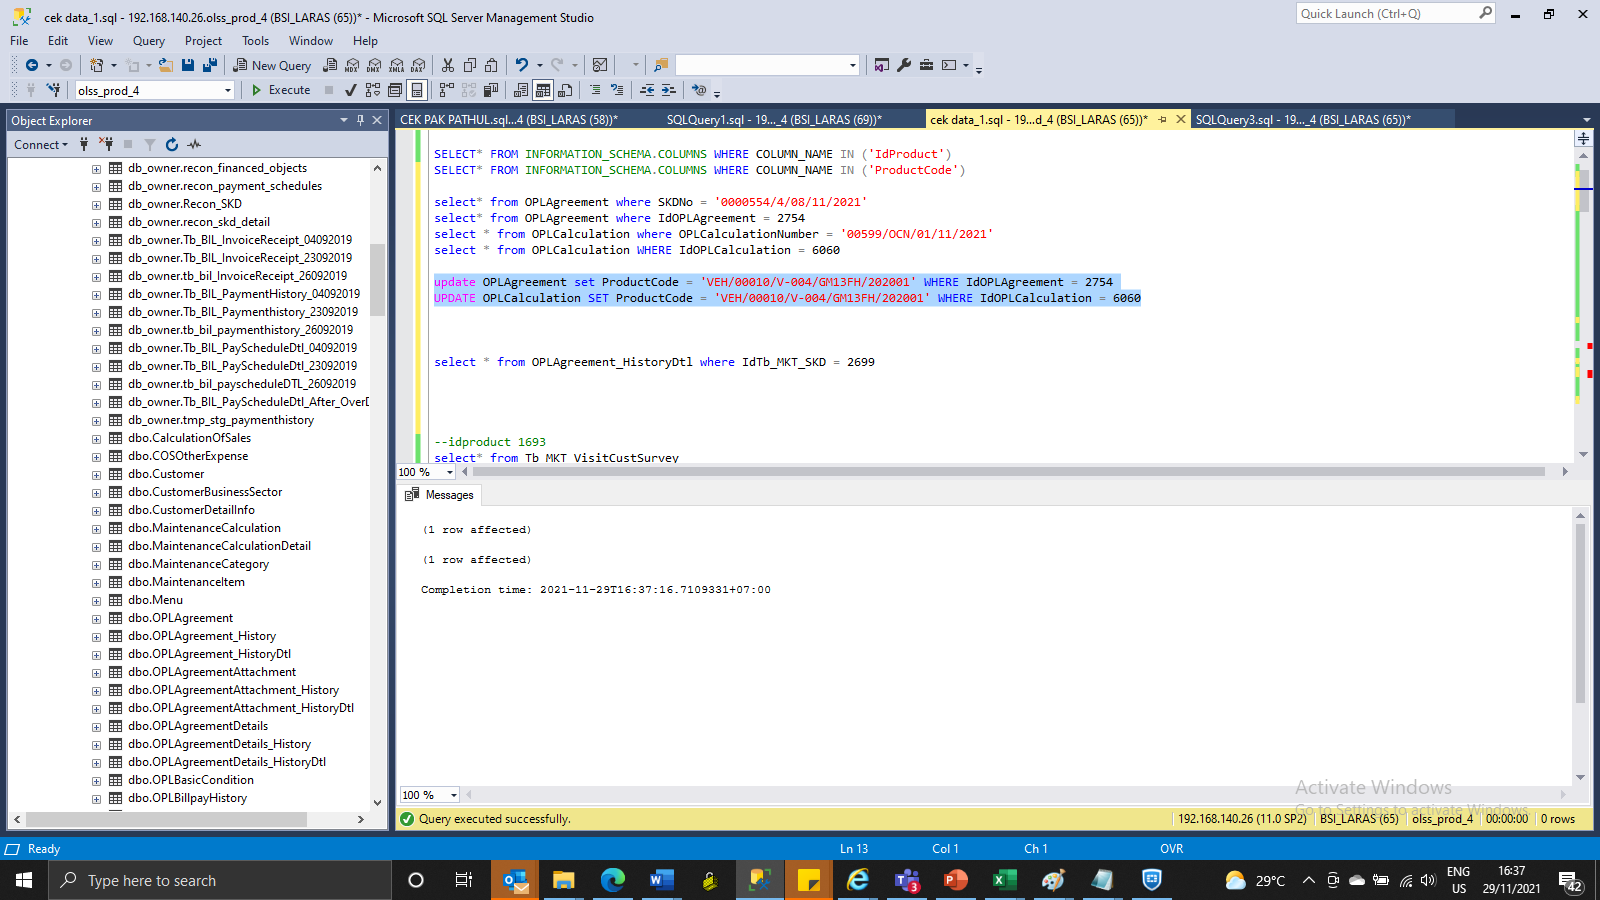 cek data_1.sql - 192.168.140.26.olss_prod_4 (BSI_LARAS (65))* - Microsoft SQL Server Management Studio
Quick Launch (Ctrl+Q)
File Edit View Query Project Tools Window Help
New Query
MDX DMX XMLA DAX
olss_prod_4
Execute
Object Explorer
CEK PAK PATHUL.sql...4 (BSI_LARAS (58))*
SQLQuery1.sql - 19..._4 (BSI_LARAS (69))*
cek data_1.sql - 19...d_4 (BSI_LARAS (65))*
SQLQuery3.sql - 19..._4 (BSI_LARAS (65))*
Connect
db_owner.recon_financed_objects
db_owner.recon_payment_schedules
db_owner.Recon_SKD
db_owner.recon_skd_detail
db_owner.Tb_BIL_InvoiceReceipt_04092019
db_owner.Tb_BIL_InvoiceReceipt_23092019
db_owner.tb_bil_InvoiceReceipt_26092019
db_owner.Tb_BIL_PaymentHistory_04092019
db_owner.Tb_BIL_Paymenthistory_23092019
db_owner.tb_bil_paymenthistory_26092019
db_owner.Tb_BIL_PayScheduleDtl_04092019
db_owner.Tb_BIL_PayScheduleDtl_23092019
db_owner.tb_bil_payscheduleDTL_26092019
db_owner.Tb_BIL_PayScheduleDtl_After_OverD
db_owner.tmp_stg_paymenthistory
dbo.CalculationOfSales
dbo.COSOtherExpense
dbo.Customer
dbo.CustomerBusinessSector
dbo.CustomerDetailInfo
dbo.MaintenanceCalculation
dbo.MaintenanceCalculationDetail
dbo.MaintenanceCategory
dbo.MaintenanceItem
dbo.Menu
dbo.OPLAgreement
dbo.OPLAgreement_History
dbo.OPLAgreement_HistoryDtl
dbo.OPLAgreementAttachment
dbo.OPLAgreementAttachment_History
dbo.OPLAgreementAttachment_HistoryDtl
dbo.OPLAgreementDetails
dbo.OPLAgreementDetails_History
dbo.OPLAgreementDetails_HistoryDtl
dbo.OPLBasicCondition
dbo.OPLBillpayHistory
SELECT* FROM INFORMATION_SCHEMA.COLUMNS WHERE COLUMN_NAME IN ('IdProduct')
SELECT* FROM INFORMATION_SCHEMA.COLUMNS WHERE COLUMN_NAME IN ('ProductCode')
select* from OPLAgreement where SKDNo = '0000554/4/08/11/2021'
select* from OPLAgreement where IdOPLAgreement = 2754
select * from OPLCalculation where OPLCalculationNumber = '00599/OCN/01/11/2021'
select * from OPLCalculation WHERE IdOPLCalculation = 6060
update OPLAgreement set ProductCode = 'VEH/00010/V-004/GM13FH/202001' WHERE IdOPLAgreement = 2754
UPDATE OPLCalculation SET ProductCode = 'VEH/00010/V-004/GM13FH/202001' WHERE IdOPLCalculation = 6060
select * from OPLAgreement_HistoryDtl where IdTb_MKT_SKD = 2699
--idproduct 1693
select* from Tb_MKT_VisitCustSurvey
100 %
Messages
(1 row affected)
(1 row affected)
Completion time: 2021-11-29T16:37:16.7109331+07:00
100 %
Activate Windows
Go to Settings to activate Windows.
Query executed successfully.
192.168.140.26 (11.0 SP2) BSI_LARAS (65) olss_prod_4 00:00:00 0 rows
Ready
Ln 13 Col 1 Ch 1 OVR
Type here to search
3
29°C
ENG
US
16:37
29/11/2021
42